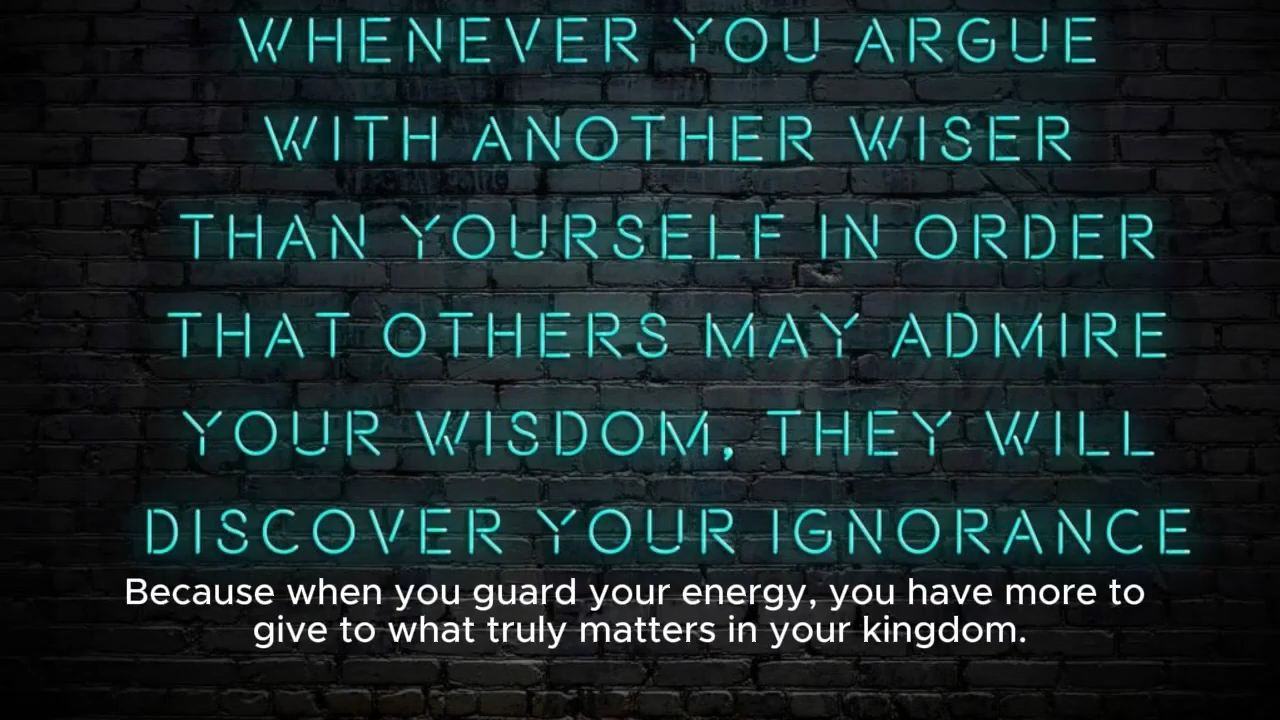 WHENEVER YOU ARGUE
WITH ANOTHER WISER
THAN YOURSELF IN ORDER
THAT OTHERS MAY ADMIRE
YOUR WISDOM, THEY WILL
DISCOVER YOUR IGNORANCE
Because when you guard your energy, you have more to
give to what truly matters in your kingdom.